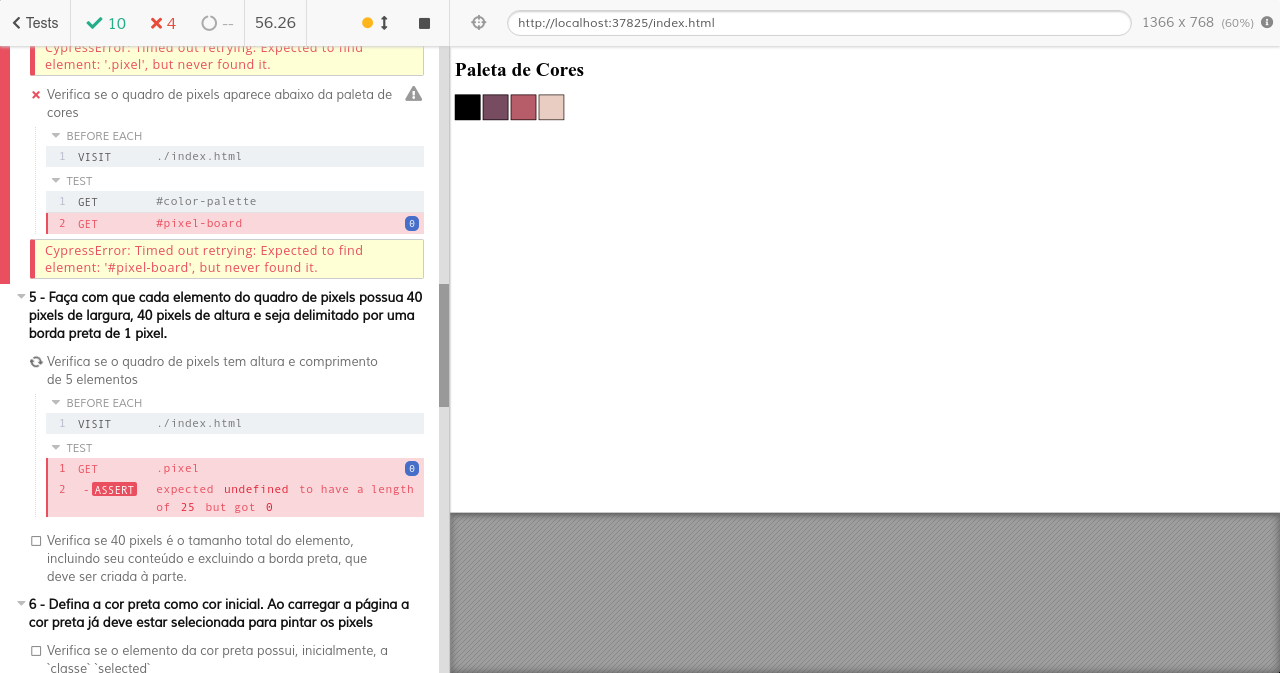 Tests 10 4 -- 56.26 http://localhost:37825/index.html 1366 x 768 (60%)
CypressError: Timed out retrying: Expected to find
element: '.pixel', but never found it.
Verifica se o quadro de pixels aparece abaixo da paleta de
cores
BEFORE EACH
1 VISIT ./index.html
TEST
1 GET #color-palette
2 GET #pixel-board 0
CypressError: Timed out retrying: Expected to find
element: '#pixel-board', but never found it.
5 - Faça com que cada elemento do quadro de pixels possua 40
pixels de largura, 40 pixels de altura e seja delimitado por uma
borda preta de 1 pixel.
Verifica se o quadro de pixels tem altura e comprimento
de 5 elementos
BEFORE EACH
1 VISIT ./index.html
TEST
1 GET .pixel 0
2 -ASSERT expected undefined to have a length
of 25 but got 0
Verifica se 40 pixels é o tamanho total do elemento,
incluindo seu conteúdo e excluindo a borda preta, que
deve ser criada à parte.
6 - Defina a cor preta como cor inicial. Ao carregar a página a
cor preta já deve estar selecionada para pintar os pixels
Verifica se o elemento da cor preta possui, inicialmente, a
`classe` `selected`
Paleta de Cores